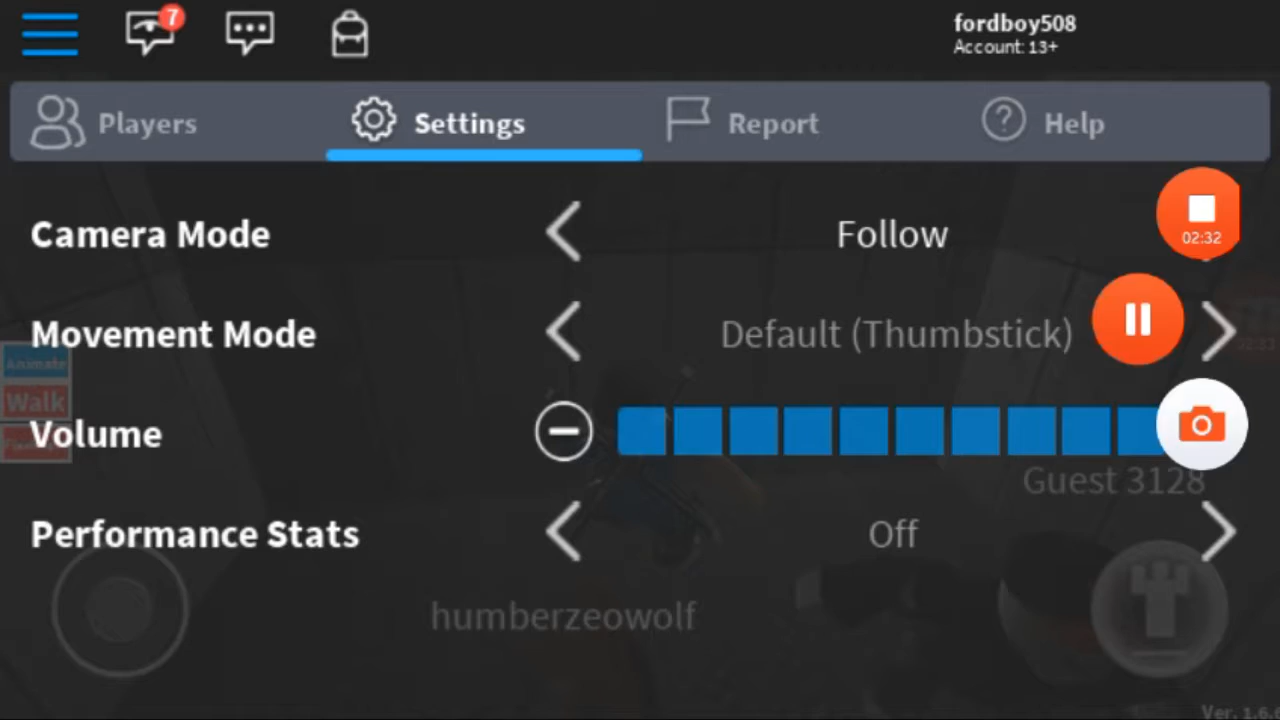 7
fordboy508
Account: 13+
Players
Settings
Report
Help
Camera Mode
Follow
02:32
Movement Mode
Default (Thumbstick)
Animate
Walk
Volume
Guest 3128
Performance Stats
Off
humberzeowolf